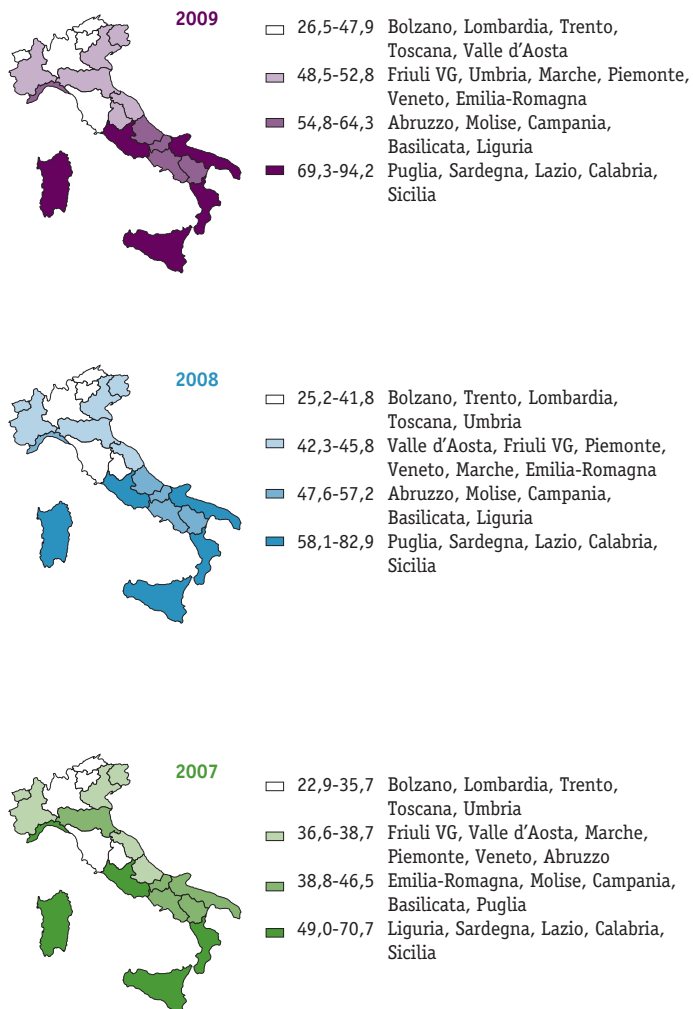 2009
26,5-47,9 Bolzano, Lombardia, Trento,
Toscana, Valle d'Aosta
48,5-52,8 Friuli VG, Umbria, Marche, Piemonte,
Veneto, Emilia-Romagna
54,8-64,3 Abruzzo, Molise, Campania,
Basilicata, Liguria
69,3-94,2 Puglia, Sardegna, Lazio, Calabria,
Sicilia
2008
25,2-41,8 Bolzano, Trento, Lombardia,
Toscana, Umbria
42,3-45,8 Valle d'Aosta, Friuli VG, Piemonte,
Veneto, Marche, Emilia-Romagna
47,6-57,2 Abruzzo, Molise, Campania,
Basilicata, Liguria
58,1-82,9 Puglia, Sardegna, Lazio, Calabria,
Sicilia
2007
22,9-35,7 Bolzano, Lombardia, Trento,
Toscana, Umbria
36,6-38,7 Friuli VG, Valle d'Aosta, Marche,
Piemonte, Veneto, Abruzzo
38,8-46,5 Emilia-Romagna, Molise, Campania,
Basilicata, Puglia
49,0-70,7 Liguria, Sardegna, Lazio, Calabria,
Sicilia